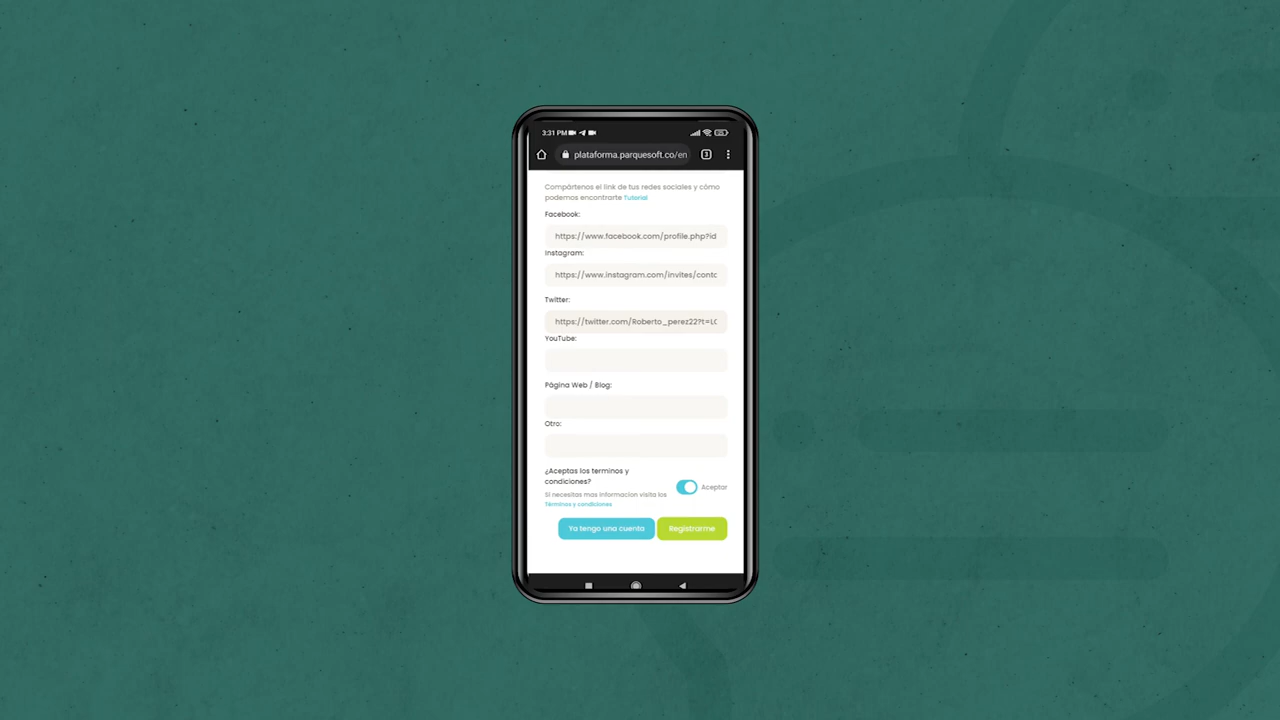 3:31 PM
plataforma.parquesoft.co/en
3
Compártenos el link de tus redes sociales y cómo
podemos encontrarte Tutorial
Facebook:
https://www.facebook.com/profile.php?id
Instagram:
https://www.instagram.com/invites/contc
Twitter:
https://twitter.com/Roberto_perez22?t=
YouTube:
Página Web / Blog:
Otro:
¿Aceptas los terminos y
condiciones?
Aceptar
Si necesitas mas informacion visita los
Términos y condiciones
Ya tengo una cuenta
Registrarme